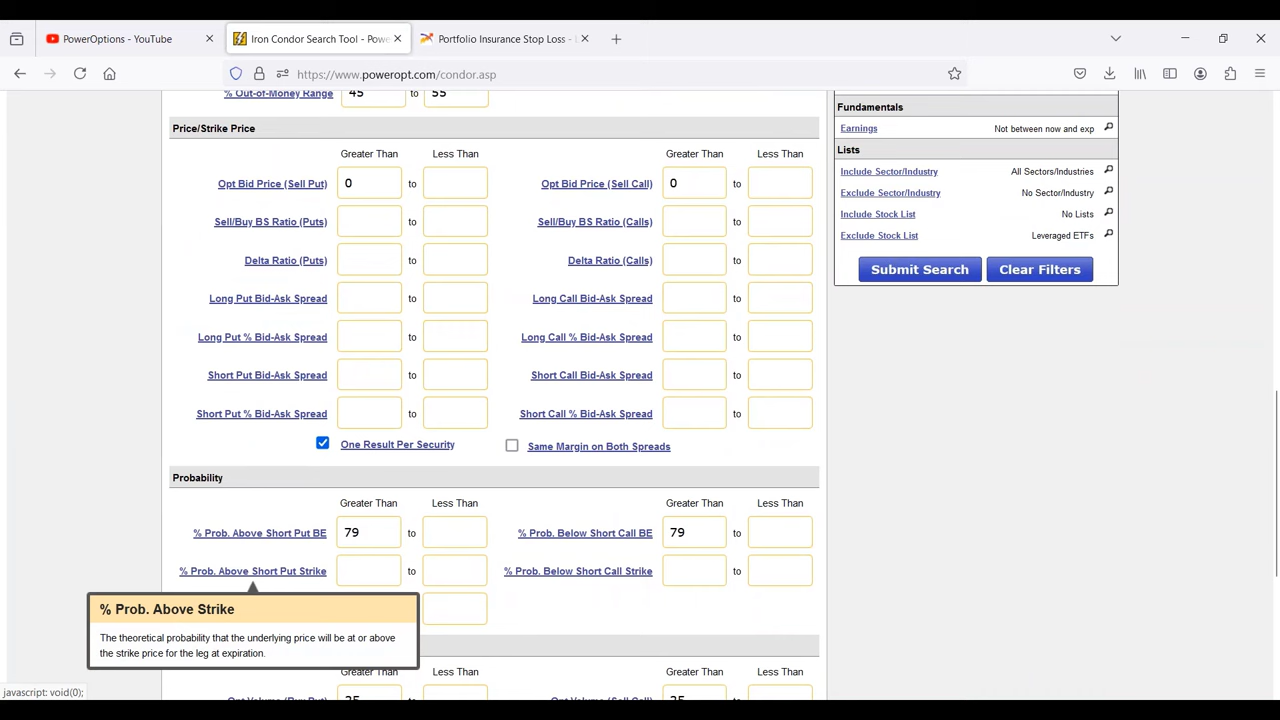 PowerOptions - YouTube
Iron Condor Search Tool - Powe
Portfolio Insurance Stop Loss -
https://www.poweropt.com/condor.asp
% Out-of-Money Range 45 to 55
Price/Strike Price
Greater Than Less Than Greater Than Less Than
Opt Bid Price (Sell Put) 0 to Opt Bid Price (Sell Call) 0 to
Sell/Buy BS Ratio (Puts) to Sell/Buy BS Ratio (Calls) to
Delta Ratio (Puts) to Delta Ratio (Calls) to
Long Put Bid-Ask Spread to Long Call Bid-Ask Spread to
Long Put % Bid-Ask Spread to Long Call % Bid-Ask Spread to
Short Put Bid-Ask Spread to Short Call Bid-Ask Spread to
Short Put % Bid-Ask Spread to Short Call % Bid-Ask Spread to
One Result Per Security Same Margin on Both Spreads
Probability
Greater Than Less Than Greater Than Less Than
% Prob. Above Short Put BE 79 to % Prob. Below Short Call BE 79 to
% Prob. Above Short Put Strike to % Prob. Below Short Call Strike to
% Prob. Above Strike
The theoretical probability that the underlying price will be at or above
the strike price for the leg at expiration.
Greater Than Less Than Greater Than Less Than
Opt Volume (Buy Put) 25 to Opt Volume (Sell Call) 25 to
javascript: void(0);
Fundamentals
Earnings Not between now and exp
Lists
Include Sector/Industry All Sectors/Industries
Exclude Sector/Industry No Sector/Industry
Include Stock List No Lists
Exclude Stock List Leveraged ETFs
Submit Search Clear Filters